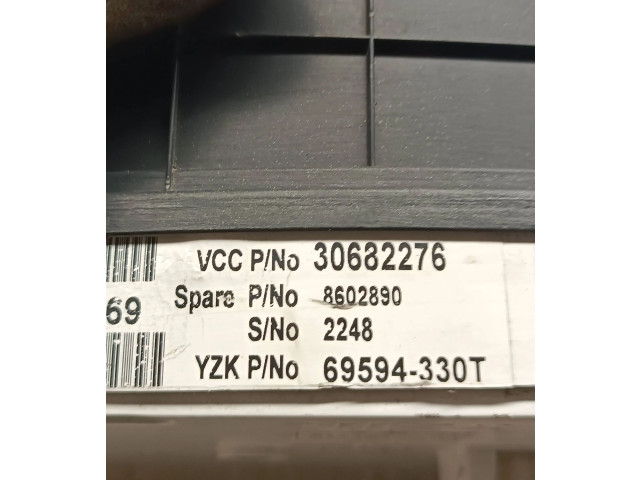 VCC P/No 30682276
Spare P/No 8602890
69
S/No 2248
YZK P/No 69594-330T